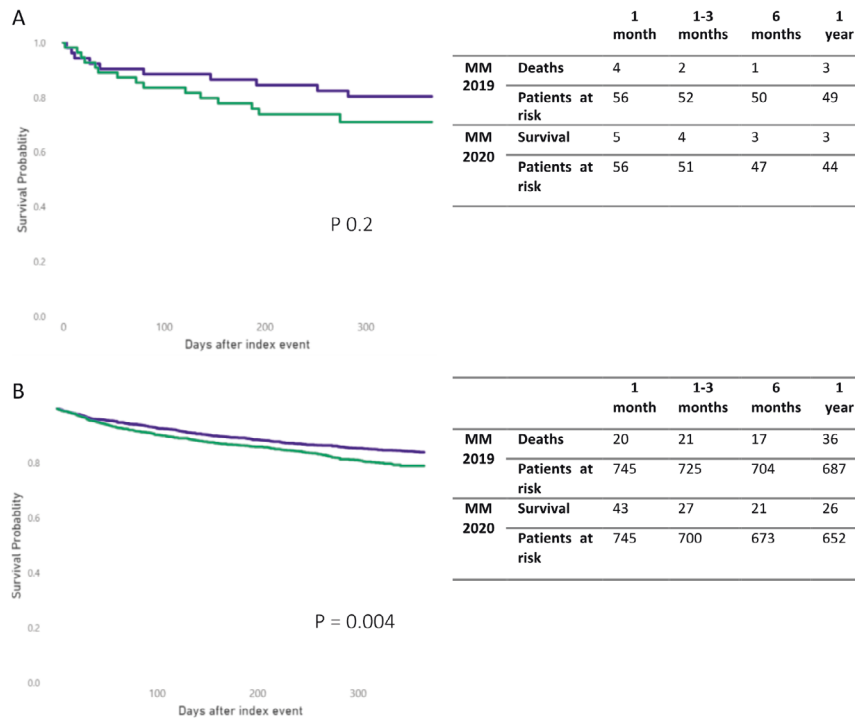 A
1.0
0.8
0.6
0.4
0.2
0.0
Survival Probablity
P 0.2
0 100 200 300
Days after index event
1 1-3 6 1
month months months year
MM Deaths 4 2 1 3
2019
Patients at 56 52 50 49
risk
MM Survival 5 4 3 3
2020
Patients at 56 51 47 44
risk
B
0.8
0.6
0.4
0.2
0.0
Survival Probablity
P = 0.004
100 200 300
Days after index event
1 1-3 6 1
month months months year
MM Deaths 20 21 17 36
2019
Patients at 745 725 704 687
risk
MM Survival 43 27 21 26
2020
Patients at 745 700 673 652
risk